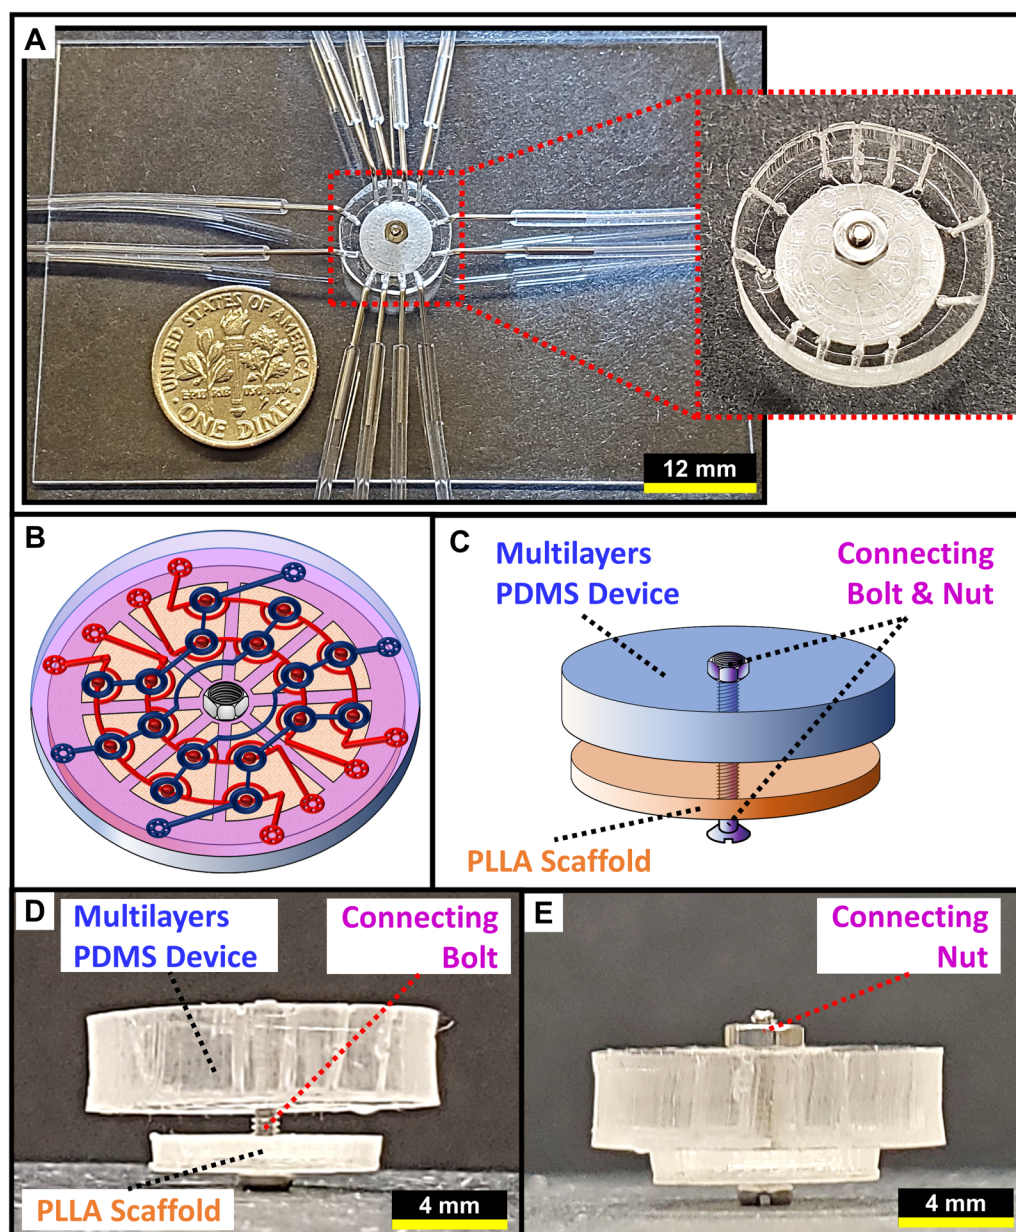 A
UNITED STATES OF AMERICA
· ONE DIME ·
12 mm
B
C
Multilayers
PDMS Device
Connecting
Bolt & Nut
PLLA Scaffold
D
Multilayers
PDMS Device
Connecting
Bolt
PLLA Scaffold
4 mm
E
Connecting
Nut
4 mm